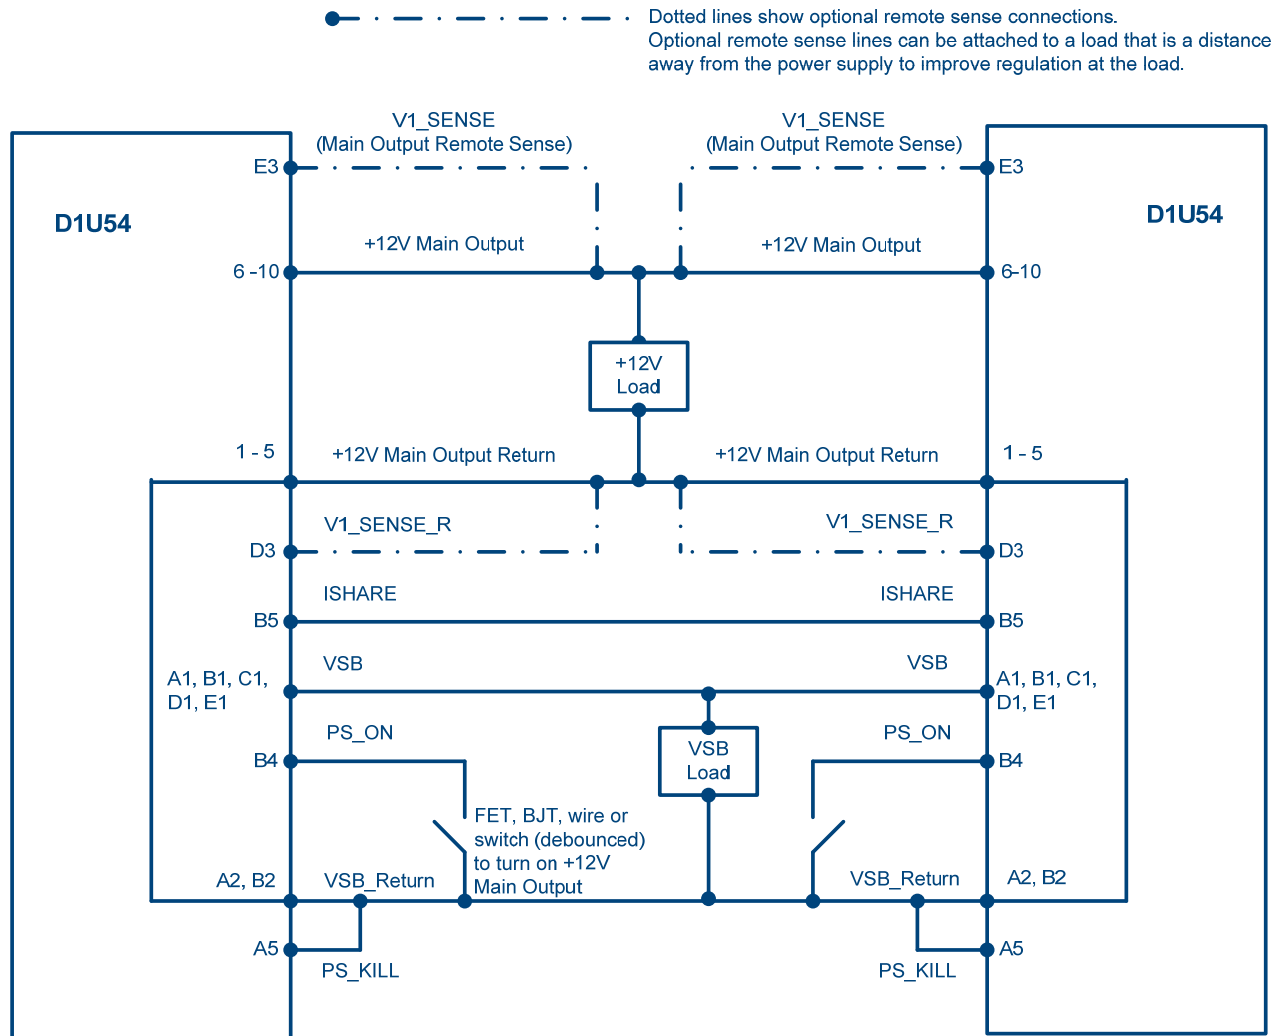 Dotted lines show optional remote sense connections.
Optional remote sense lines can be attached to a load that is a distance
away from the power supply to improve regulation at the load.
V1_SENSE
(Main Output Remote Sense)
V1_SENSE
(Main Output Remote Sense)
E3
E3
D1U54
D1U54
+12V Main Output
+12V Main Output
6 -10
6-10
+12V
Load
1 - 5
+12V Main Output Return
+12V Main Output Return
1 - 5
V1_SENSE_R
V1_SENSE_R
D3
D3
ISHARE
ISHARE
B5
B5
VSB
VSB
A1, B1, C1,
D1, E1
A1, B1, C1,
D1, E1
PS_ON
PS_ON
B4
B4
VSB
Load
FET, BJT, wire or
switch (debounced)
to turn on +12V
Main Output
A2, B2
VSB_Return
VSB_Return
A2, B2
A5
A5
PS_KILL
PS_KILL